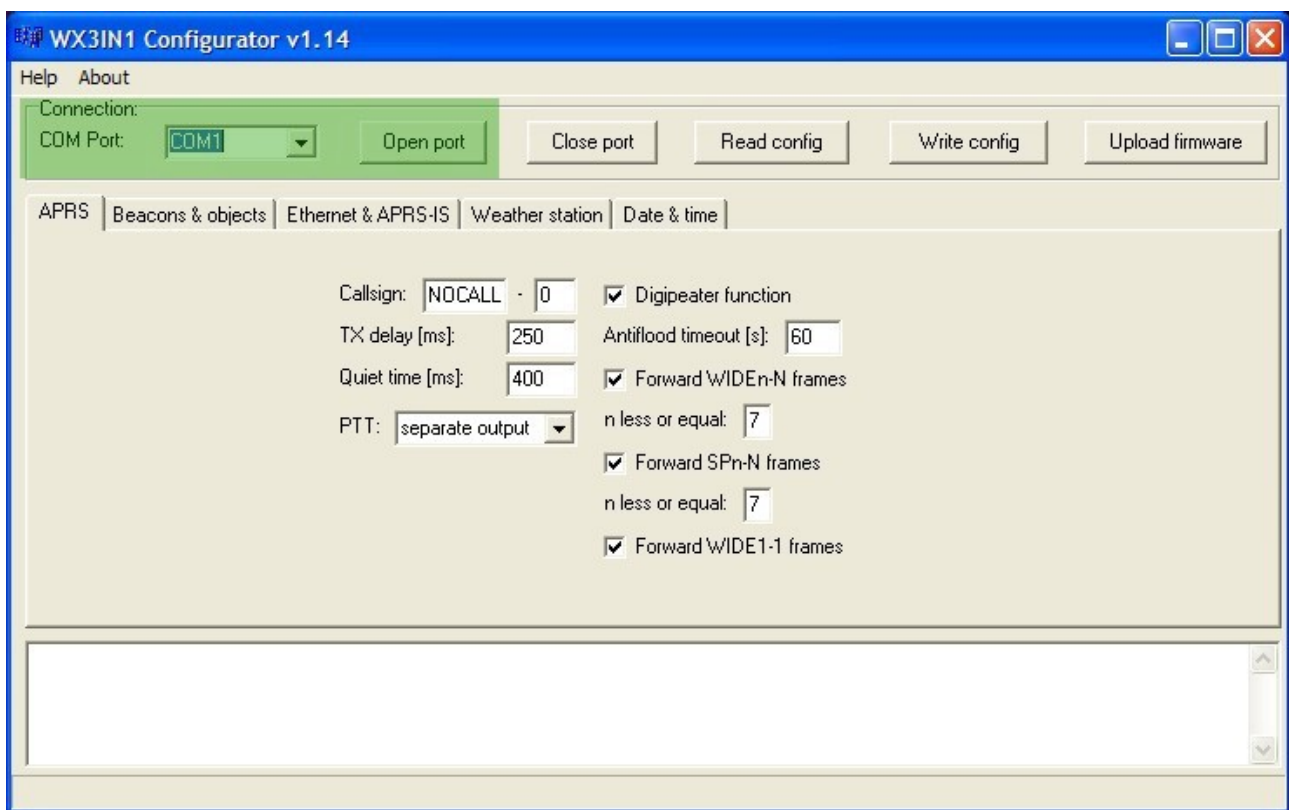 WX3IN1 Configurator v1.14
Help About
Connection:
COM Port: COM1 Open port Close port Read config Write config Upload firmware
APRS Beacons & objects Ethernet & APRS-IS Weather station Date & time
Callsign: NOCALL - 0 Digipeater function
TX delay [ms]: 250 Antiflood timeout [s]: 60
Quiet time [ms]: 400 Forward WIDEn-N frames
PTT: separate output n less or equal: 7
Forward SPn-N frames
n less or equal: 7
Forward WIDE1-1 frames